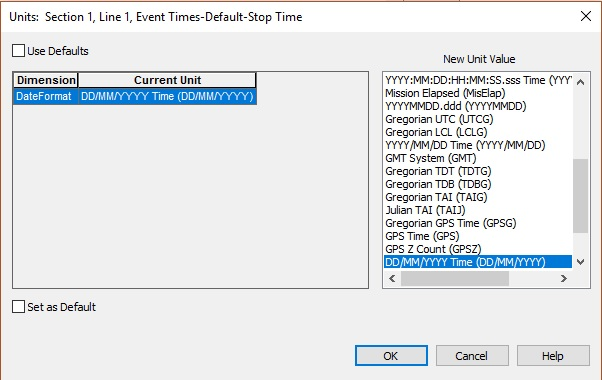 Units:  Section 1, Line 1, Event Times-Default-Stop Time
Use Defaults
Dimension Current Unit
DateFormat DD/MM/YYYY Time (DD/MM/YYYY)
New Unit Value
YYYY:MM:DD:HH:MM:SS.sss Time (YYYY
Mission Elapsed (MisElap)
YYYYMMDD.ddd (YYYYMMDD)
Gregorian UTC (UTCG)
Gregorian LCL (LCLG)
YYYY/MM/DD Time (YYYY/MM/DD)
GMT System (GMT)
Gregorian TDT (TDTG)
Gregorian TDB (TDBG)
Gregorian TAI (TAIG)
Julian TAI (TAIJ)
Gregorian GPS Time (GPSG)
GPS Time (GPS)
GPS Z Count (GPSZ)
DD/MM/YYYY Time (DD/MM/YYYY)
Set as Default
OK Cancel Help